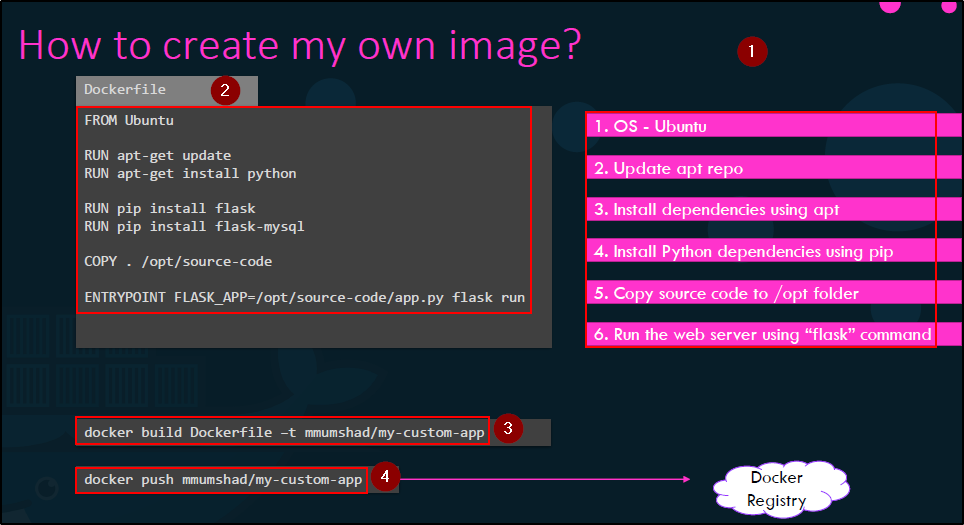 How to create my own image?
1
Dockerfile
2
FROM Ubuntu
RUN apt-get update
RUN apt-get install python
RUN pip install flask
RUN pip install flask-mysql
COPY . /opt/source-code
ENTRYPOINT FLASK_APP=/opt/source-code/app.py flask run
1. OS - Ubuntu
2. Update apt repo
3. Install dependencies using apt
4. Install Python dependencies using pip
5. Copy source code to /opt folder
6. Run the web server using “flask” command
docker build Dockerfile –t mmumshad/my-custom-app
3
docker push mmumshad/my-custom-app
4
Docker
Registry